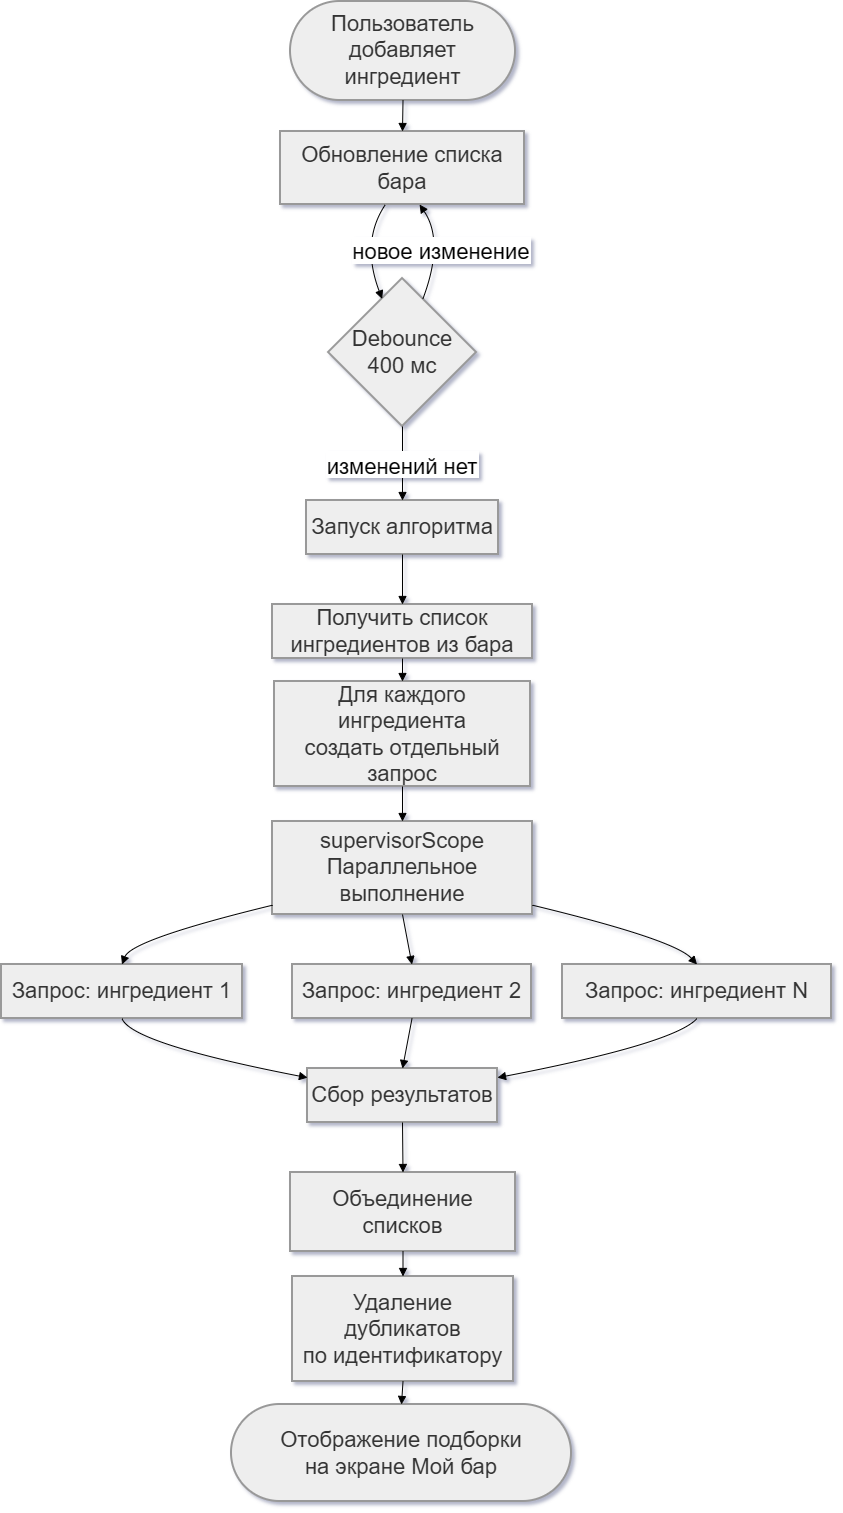 Пользователь
добавляет
ингредиент
Обновление списка
бара
новое изменение
Debounce
400 мс
изменений нет
Запуск алгоритма
Получить список
ингредиентов из бара
Для каждого
ингредиента
создать отдельный
запрос
supervisorScope
Параллельное
выполнение
Запрос: ингредиент 1
Запрос: ингредиент 2
Запрос: ингредиент N
Сбор результатов
Объединение
списков
Удаление
дубликатов
по идентификатору
Отображение подборки
на экране Мой бар